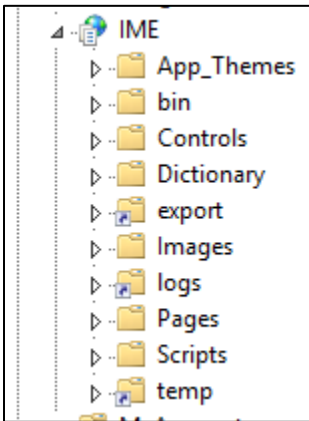 IME
App_Themes
bin
Controls
Dictionary
export
Images
logs
Pages
Scripts
temp